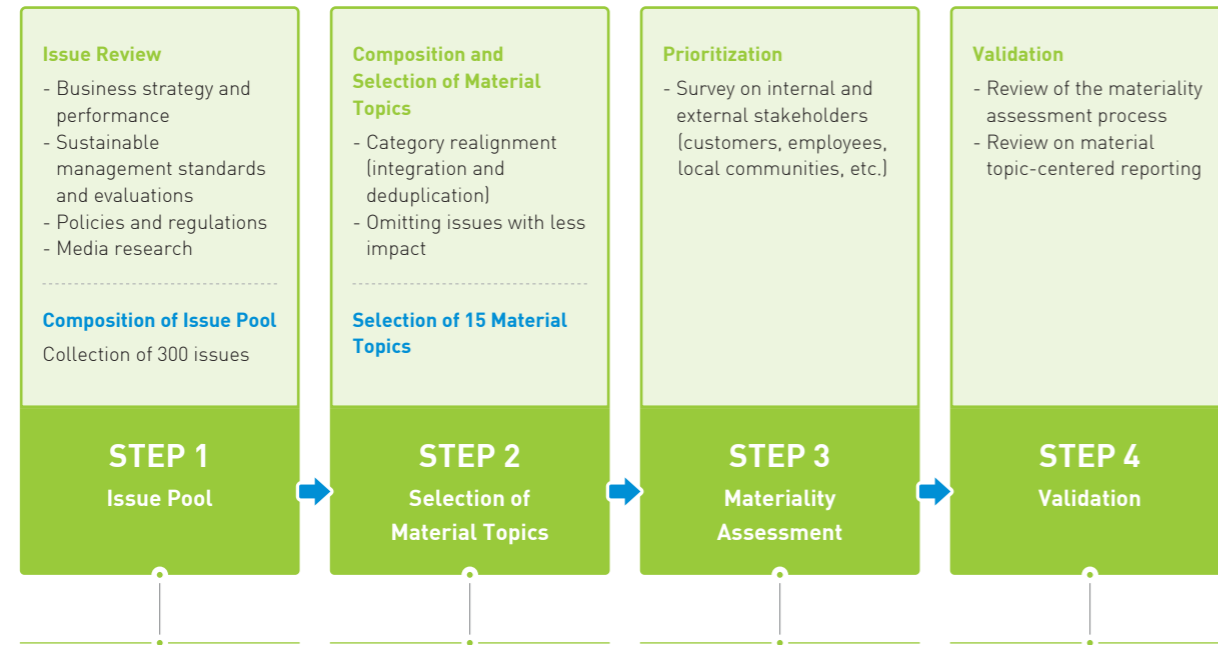 Issue Review
- Business strategy and
performance
- Sustainable
management standards
and evaluations
- Policies and regulations
- Media research
Composition of Issue Pool
Collection of 300 issues
STEP 1
Issue Pool
Composition and
Selection of Material
Topics
- Category realignment
(integration and
deduplication)
- Omitting issues with less
impact
Selection of 15 Material
Topics
STEP 2
Selection of
Material Topics
Prioritization
- Survey on internal and
external stakeholders
(customers, employees,
local communities, etc.)
STEP 3
Materiality
Assessment
Validation
- Review of the materiality
assessment process
- Review on material
topic-centered reporting
STEP 4
Validation